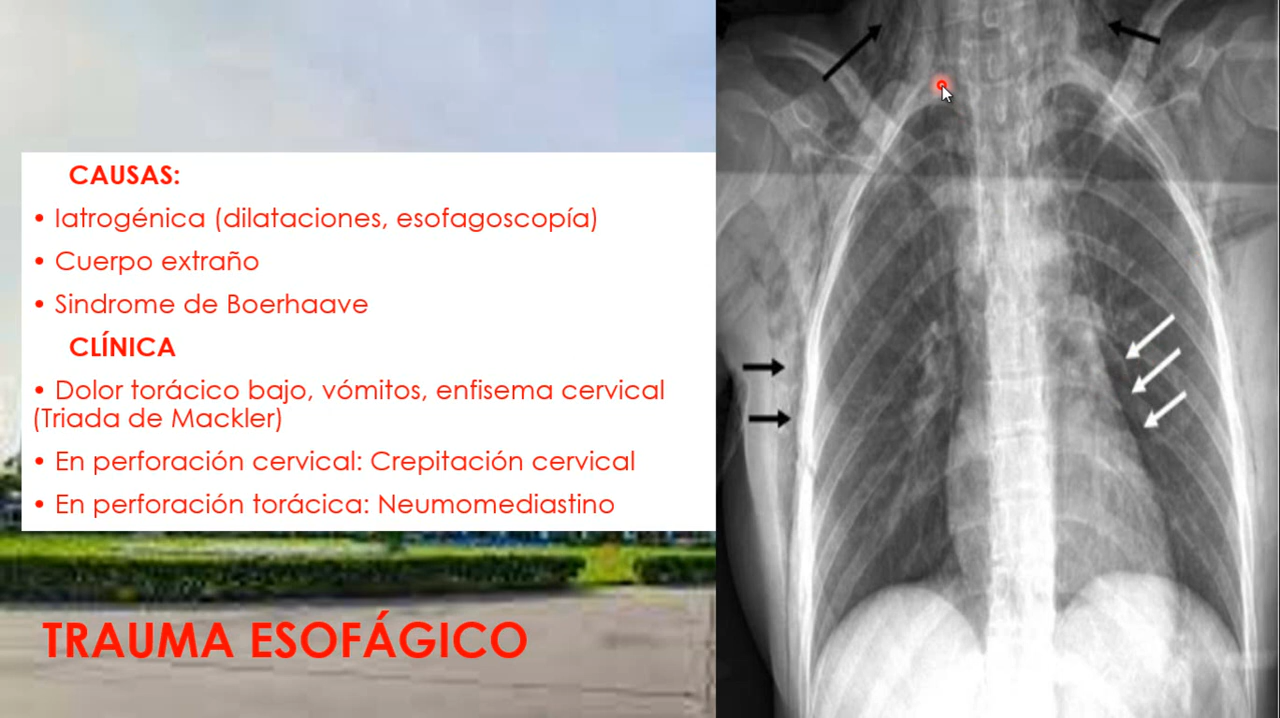 CAUSAS:
• Iatrogénica (dilataciones, esofagoscopía)
• Cuerpo extraño
• Sindrome de Boerhaave
CLÍNICA
• Dolor torácico bajo, vómitos, enfisema cervical
(Triada de Mackler)
• En perforación cervical: Crepitación cervical
• En perforación torácica: Neumomediastino
TRAUMA ESOFÁGICO